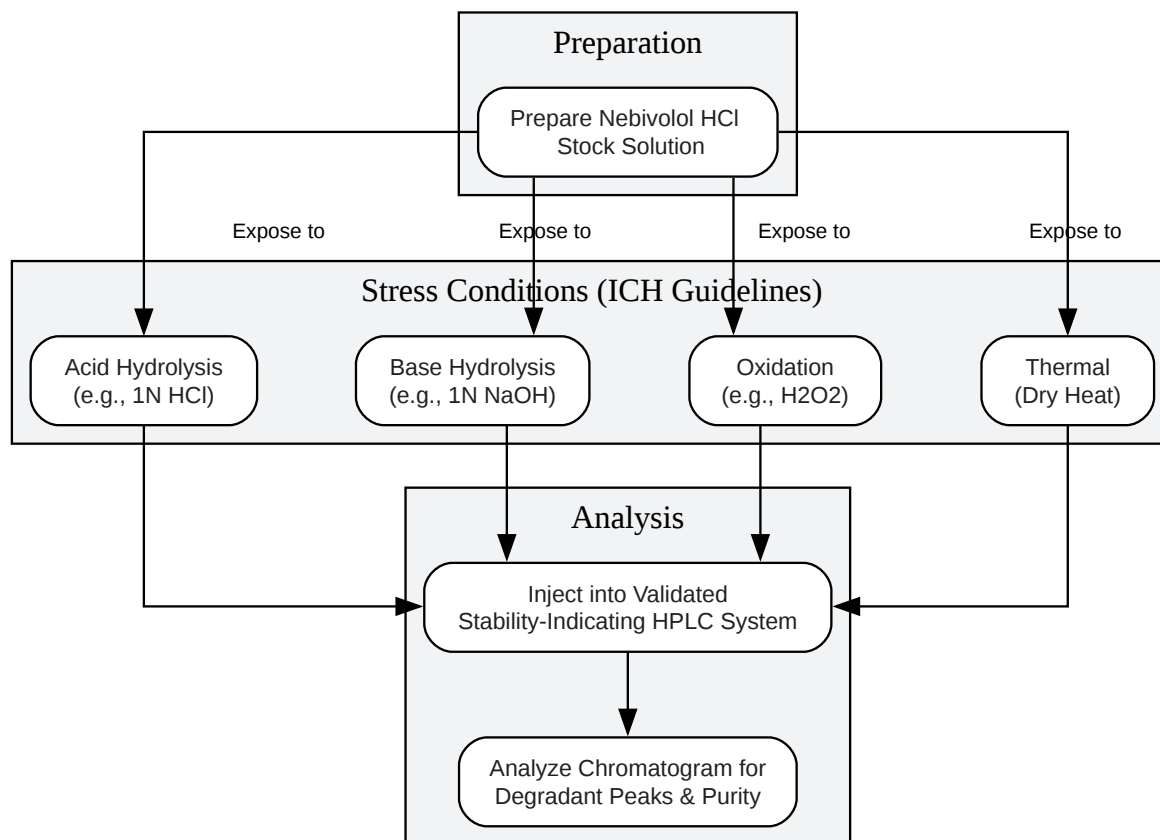 Preparation
Prepare Nebivolol HCl
Stock Solution
Expose to
Expose to
Expose to
Expose to
Stress Conditions (ICH Guidelines)
Acid Hydrolysis
(e.g., 1N HCl)
Base Hydrolysis
(e.g., 1N NaOH)
Oxidation
(e.g., H2O2)
Thermal
(Dry Heat)
Analysis
Inject into Validated
Stability-Indicating HPLC System
Analyze Chromatogram for
Degradant Peaks & Purity